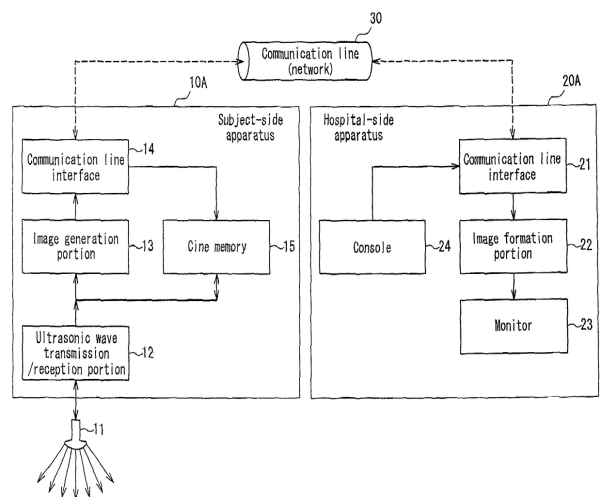 30
Communication line
(network)
10A
20A
Subject-side
apparatus
Hospital-side
apparatus
14
Communication line
interface
Communication line
interface
21
Image generation
portion
13
Cine memory
15
Console
24
Image formation
portion
22
Ultrasonic wave
transmission
/reception portion
12
Monitor
23
11